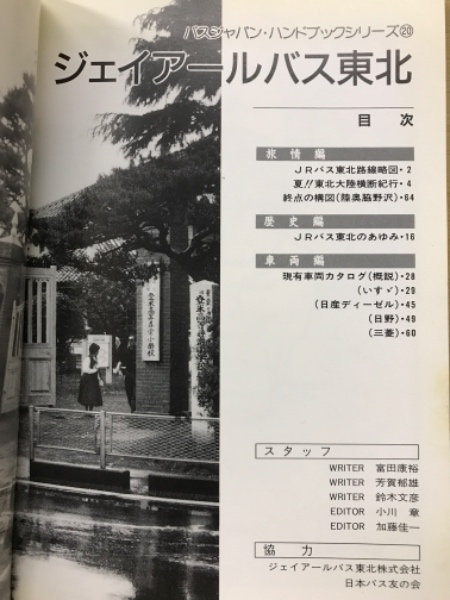 バスジャパン・ハンドブックシリーズ⑳
ジェイアールバス東北
目 次
旅 情 編
JRバス東北路線略図・2
夏!!東北大陸横断紀行・4
終点の構図(陸奥脇野沢)・64
歴 史 編
JRバス東北のあゆみ・16
車 両 編
現有車両カタログ(概説)・28
(いすゞ)・29
(日産ディーゼル)・45
(日野)・49
(三菱)・60
スタッフ
WRITER 富田康裕
WRITER 芳賀郁雄
WRITER 鈴木文彦
EDITOR 小川 章
EDITOR 加藤佳一
協 力
ジェイアールバス東北株式会社
日本バス友の会